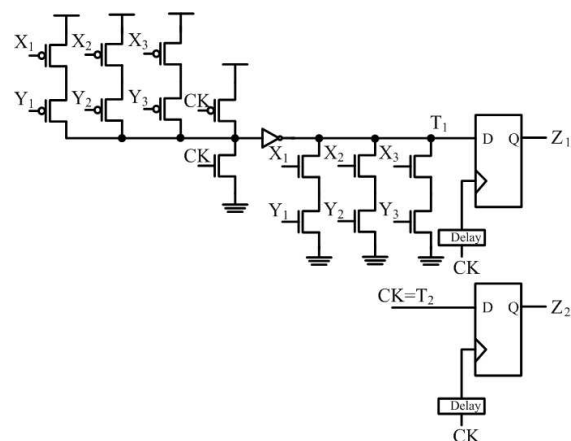 X1 X2 X3
Y1 Y2 Y3 CK
CK
T1
X1 X2 X3
Y1 Y2 Y3
D Q Z1
Delay
CK
CK=T2
D Q Z2
Delay
CK